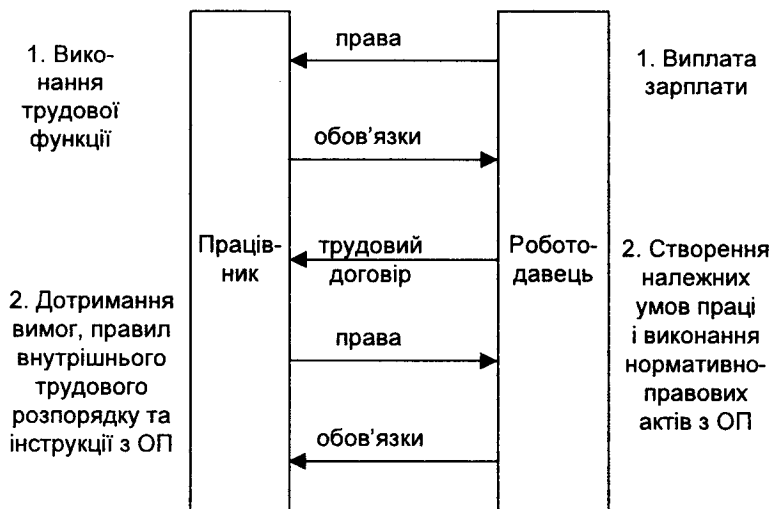 1. Вико-
нання
трудової
функції
2. Дотримання
вимог, правил
внутрішнього
трудового
розпорядку та
інструкції з ОП
Праців-
ник
права
обов’язки
трудовий
договір
права
обов’язки
Робото-
давець
1. Виплата
зарплати
2. Створення
належних
умов праці
і виконання
нормативно-
правових
актів з ОП